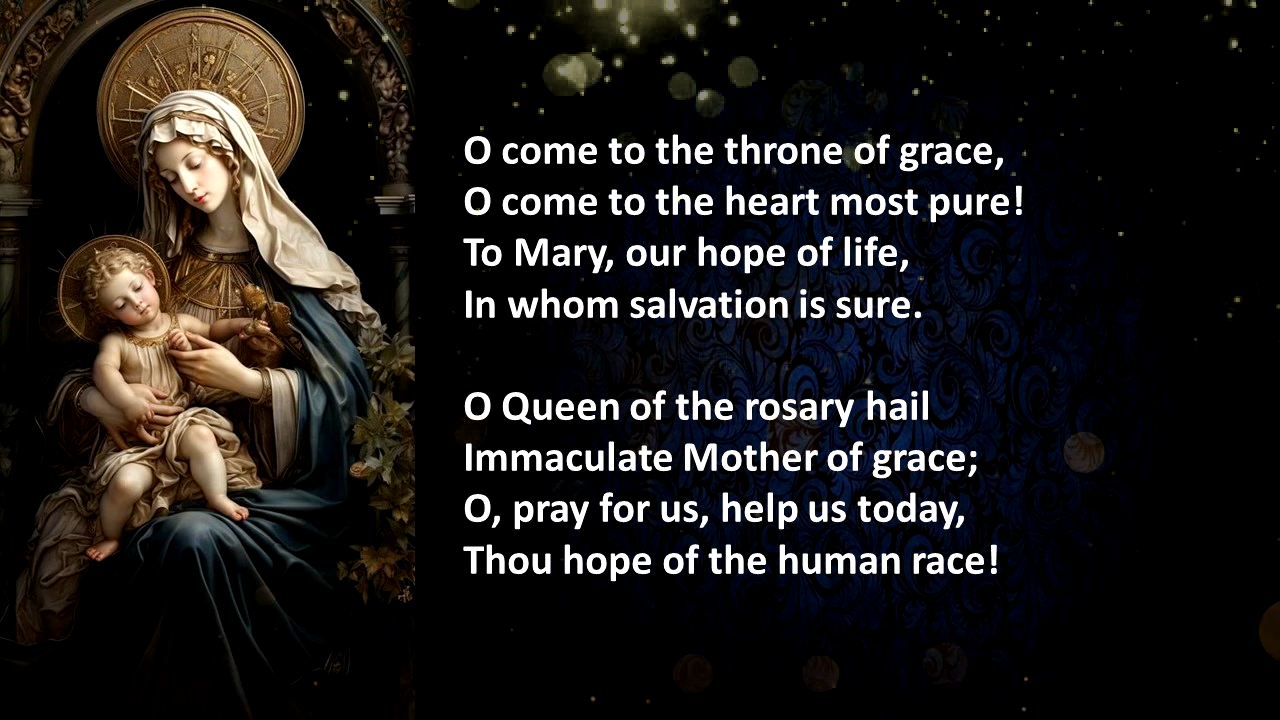 O come to the throne of grace,
O come to the heart most pure!
To Mary, our hope of life,
In whom salvation is sure.
O Queen of the rosary hail
Immaculate Mother of grace;
O, pray for us, help us today,
Thou hope of the human race!